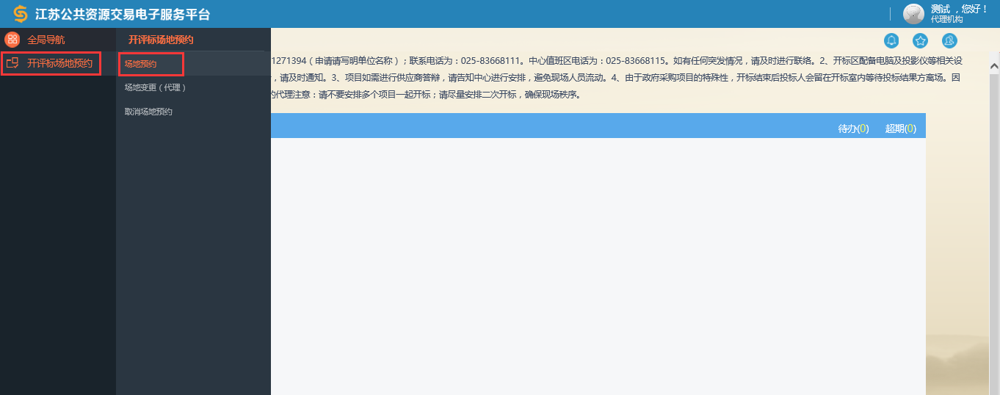 江苏公共资源交易电子服务平台
测试 ，您好！
代理机构
全局导航
开评标场地预约
开评标场地预约
场地预约
场地变更（代理）
取消场地预约
1271394（申请请写明单位名称）；联系电话为：025-83668111。中心值班区电话为：025-83668115。如有任何突发情况，请及时进行联络。2、开标区配备电脑及投影仪等相关设
，请及时通知。3、项目如需进行供应商答辩，请告知中心进行安排，避免现场人员流动。4、由于政府采购项目的特殊性，开标结束后投标人会留在开标室内等待投标结果方离场。因
的代理注意：请不要安排多个项目一起开标；请尽量安排二次开标，确保现场秩序。
待办(0) 超期(0)